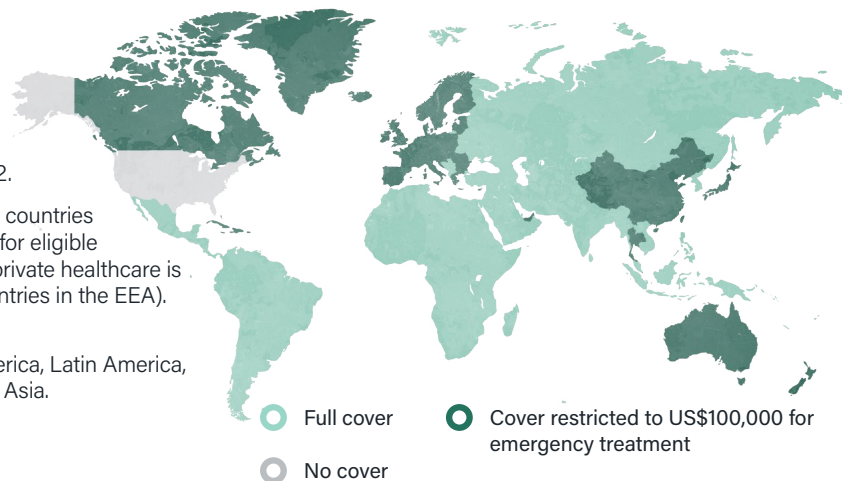 2.
countries
for eligible
private healthcare is
ntries in the EEA).
erica, Latin America,
Asia.
Full cover
Cover restricted to US$100,000 for
emergency treatment
No cover